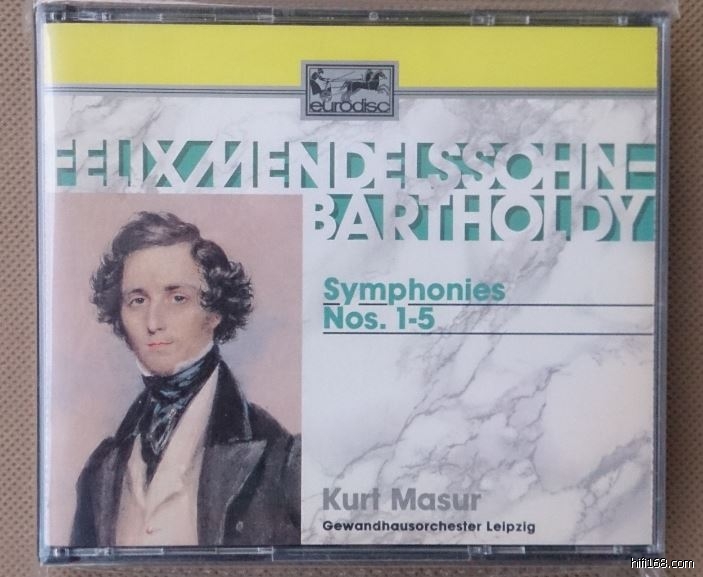 eurodisc
FELIX MENDELSSOHN-
BARTHOLDY
Symphonies
Nos. 1-5
Kurt Masur
Gewandhausorchester Leipzig
hifi168.com